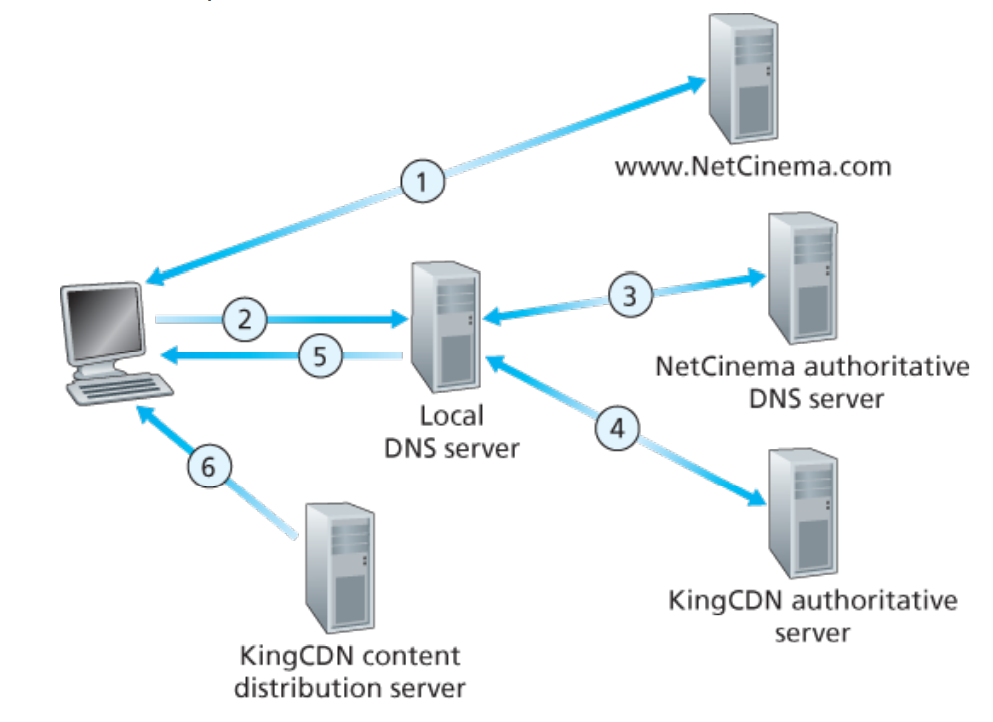 www.NetCinema.com
1
2
3
NetCinema authoritative
DNS server
5
Local
DNS server
4
6
KingCDN authoritative
server
KingCDN content
distribution server